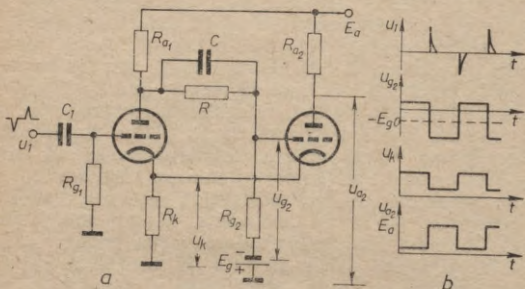 R_a1
C
R
R_a2
E_a
C_1
u_1
R_g1
R_k
u_k
R_g2
E_g
−
+
u_g2
u_a2
a
u_1
t
u_g2
−E_g0
t
u_k
t
u_a2
E_a
t
b